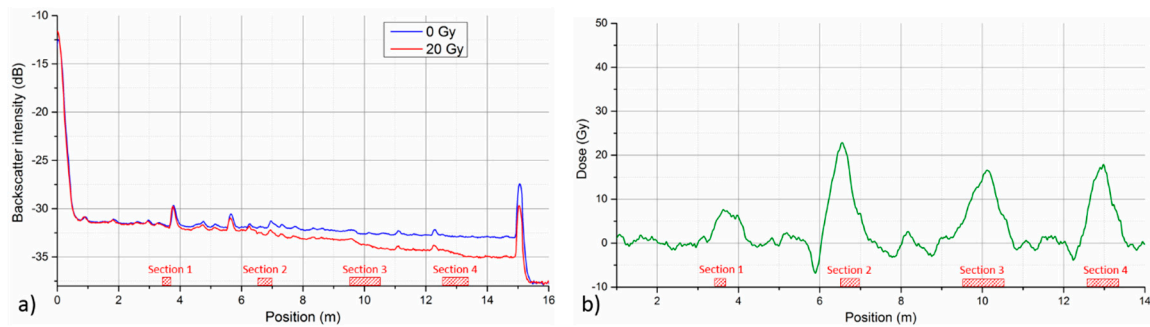 -10
-15
-20
-25
-30
-35
Backscatter intensity (dB)
0 Gy
20 Gy
Section 1
Section 2
Section 3
Section 4
0 2 4 6 8 10 12 14 16
Position (m)
a)
50
40
30
20
10
0
-10
Dose (Gy)
Section 1
Section 2
Section 3
Section 4
2 4 6 8 10 12 14
Position (m)
b)